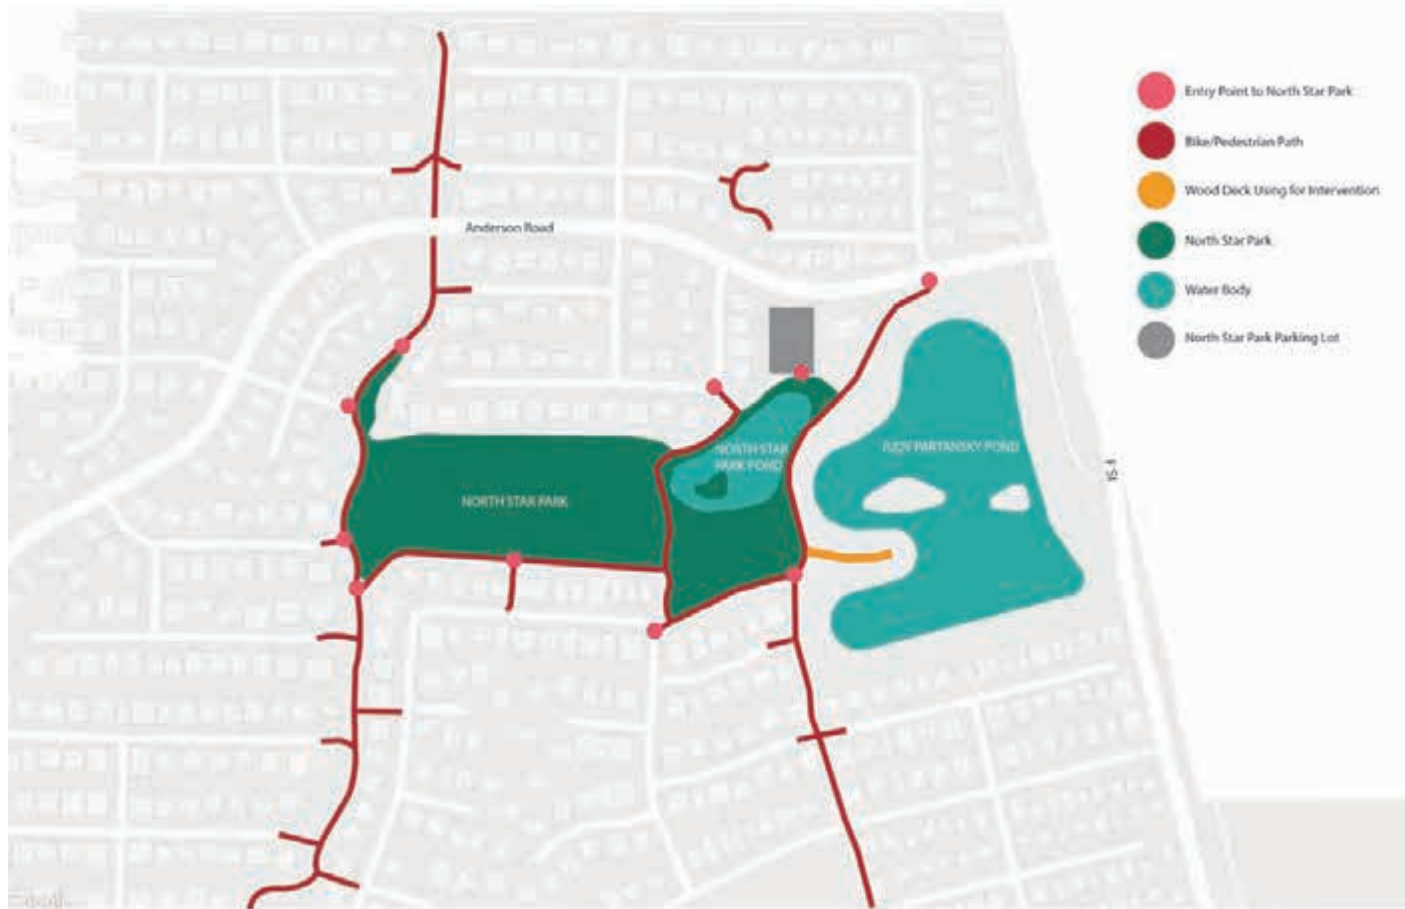 Entry Point to North Star Park
Bike/Pedestrian Path
Wood Deck Using for Intervention
North Star Park
Water Body
North Star Park Parking Lot
Anderson Road
NORTH STAR
PARK POND
JUDY PARTANSKY POND
NORTH STAR PARK